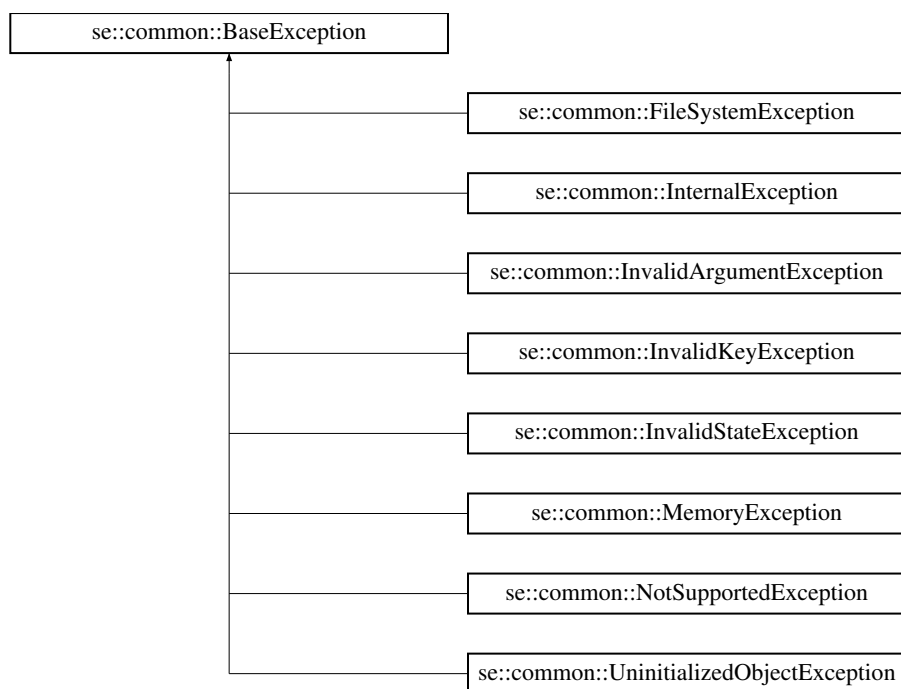 se::common::BaseException
se::common::FileSystemException
se::common::InternalException
se::common::InvalidArgumentException
se::common::InvalidKeyException
se::common::InvalidStateException
se::common::MemoryException
se::common::NotSupportedException
se::common::UninitializedObjectException